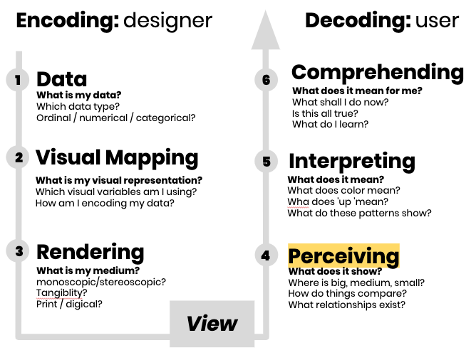 Encoding: designer
1 Data
What is my data?
Which data type?
Ordinal / numerical / categorical?
2 Visual Mapping
What is my visual representation?
Which visual variables am I using?
How am I encoding my data?
3 Rendering
What is my medium?
monoscopic/stereoscopic?
Tangiblity?
Print / digical?
View
Decoding: user
6 Comprehending
What does it mean for me?
What shall I do now?
Is this all true?
What do I learn?
5 Interpreting
What does it mean?
What does color mean?
Wha does 'up 'mean?
What do these patterns show?
4 Perceiving
What does it show?
Where is big, medium, small?
How do things compare?
What relationships exist?